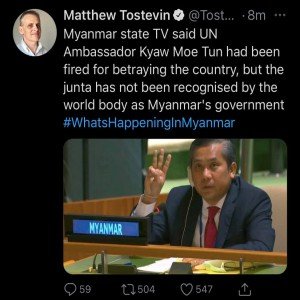 Matthew Tostevin @Tost... · 8m ...
Myanmar state TV said UN
Ambassador Kyaw Moe Tun had been
fired for betraying the country, but the
junta has not been recognised by the
world body as Myanmar's government
#WhatsHappeningInMyanmar
MYANMAR
59 504 547